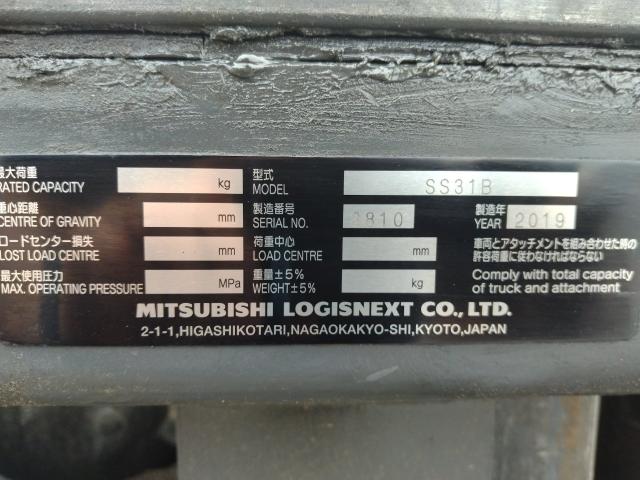 最大荷重 kg 型式 SS31B
RATED CAPACITY MODEL
重心距離 mm 製造番号 製造年 2019
CENTRE OF GRAVITY SERIAL NO. 3810 YEAR
ロードセンター損失 mm 荷重中心 mm 車両とアタッチメントを組み合わせた時の
LOST LOAD CENTRE LOAD CENTRE 許容荷重に従わなければならない
最大使用圧力 MPa 重量±5% kg Comply with total capacity
MAX. OPERATING PRESSURE WEIGHT±5% of truck and attachment
MITSUBISHI LOGISNEXT CO.,LTD.
2-1-1,HIGASHIKOTARI,NAGAOKAKYO-SHI,KYOTO,JAPAN